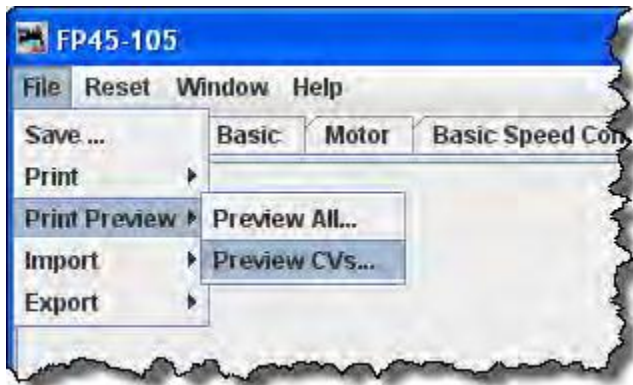 FP45-105
File Reset Window Help
Basic Motor Basic Speed Con
Save ...
Print
Print Preview
Preview All...
Preview CVs...
Import
Export